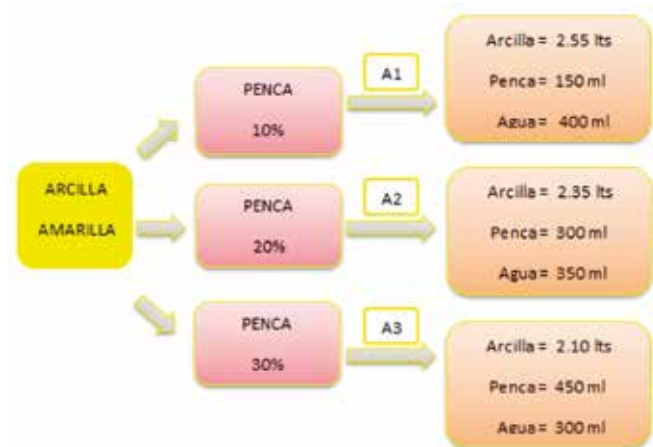 ARCILLA
AMARILLA
PENCA
10%
A1
Arcilla = 2.55 lts
Penca = 150 ml
Agua = 400 ml
PENCA
20%
A2
Arcilla = 2.35 lts
Penca = 300 ml
Agua = 350 ml
PENCA
30%
A3
Arcilla = 2.10 lts
Penca = 450 ml
Agua = 300 ml